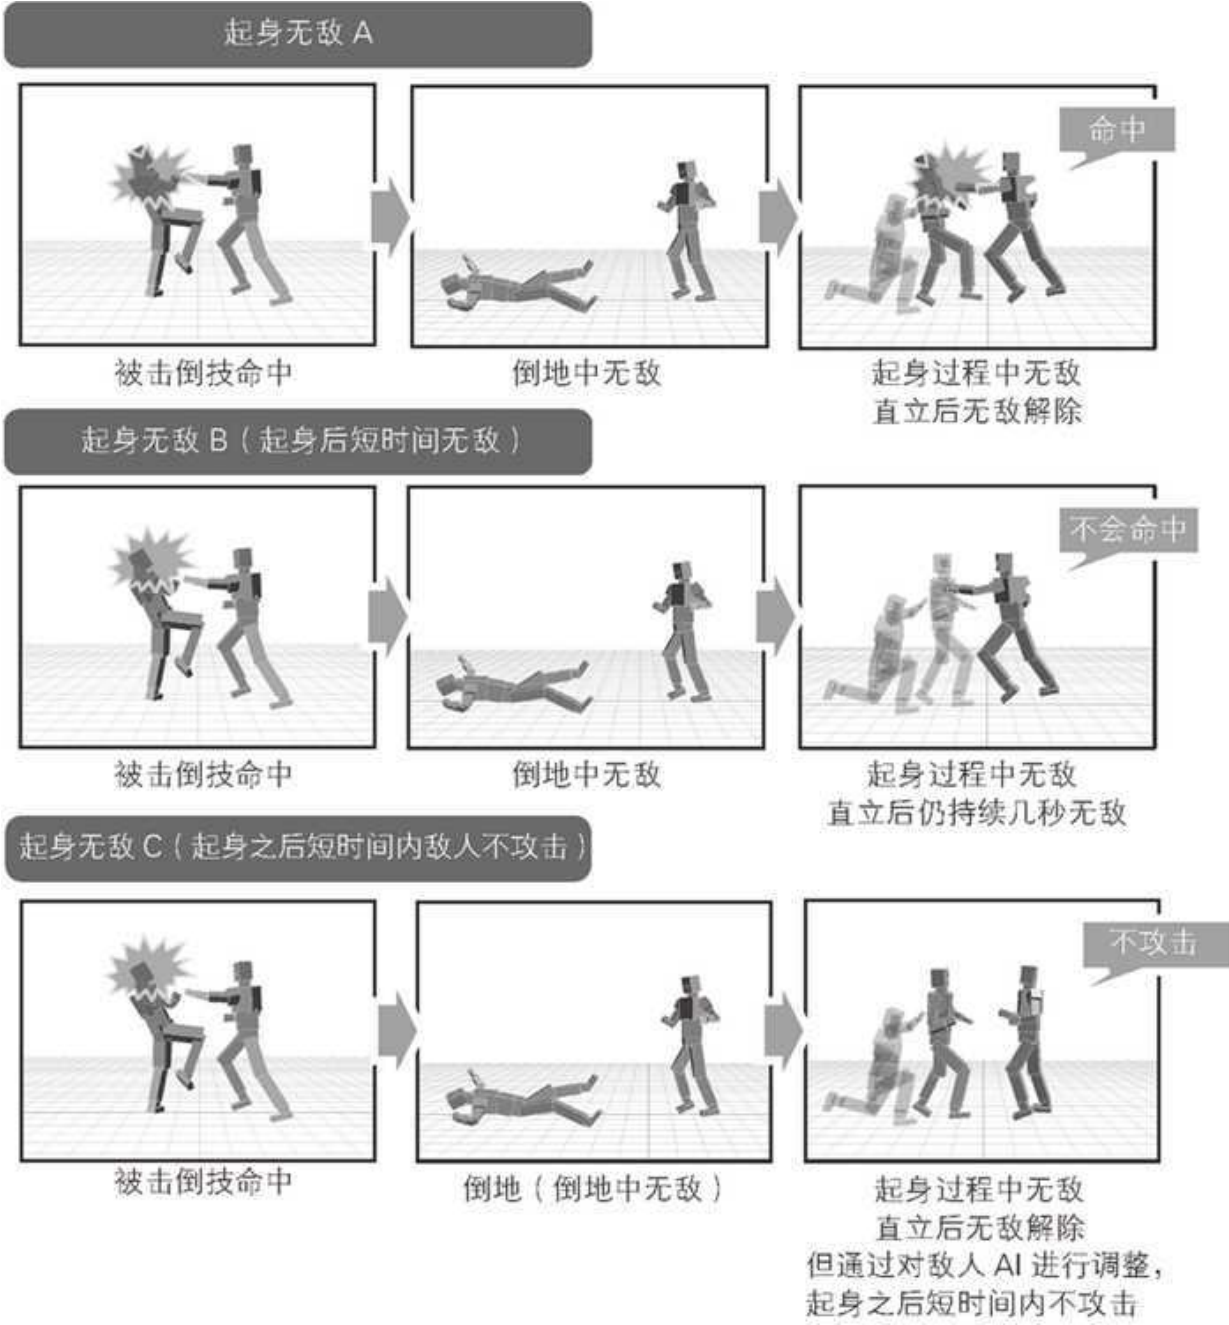 起身无敌 A
命中
被击倒技命中
倒地中无敌
起身过程中无敌
直立后无敌解除
起身无敌 B（起身后短时间无敌）
不会命中
被击倒技命中
倒地中无敌
起身过程中无敌
直立后仍持续几秒无敌
起身无敌 C（起身之后短时间内敌人不攻击）
不攻击
被击倒技命中
倒地（倒地中无敌）
起身过程中无敌
直立后无敌解除
但通过对敌人 AI 进行调整，
起身之后短时间内不攻击